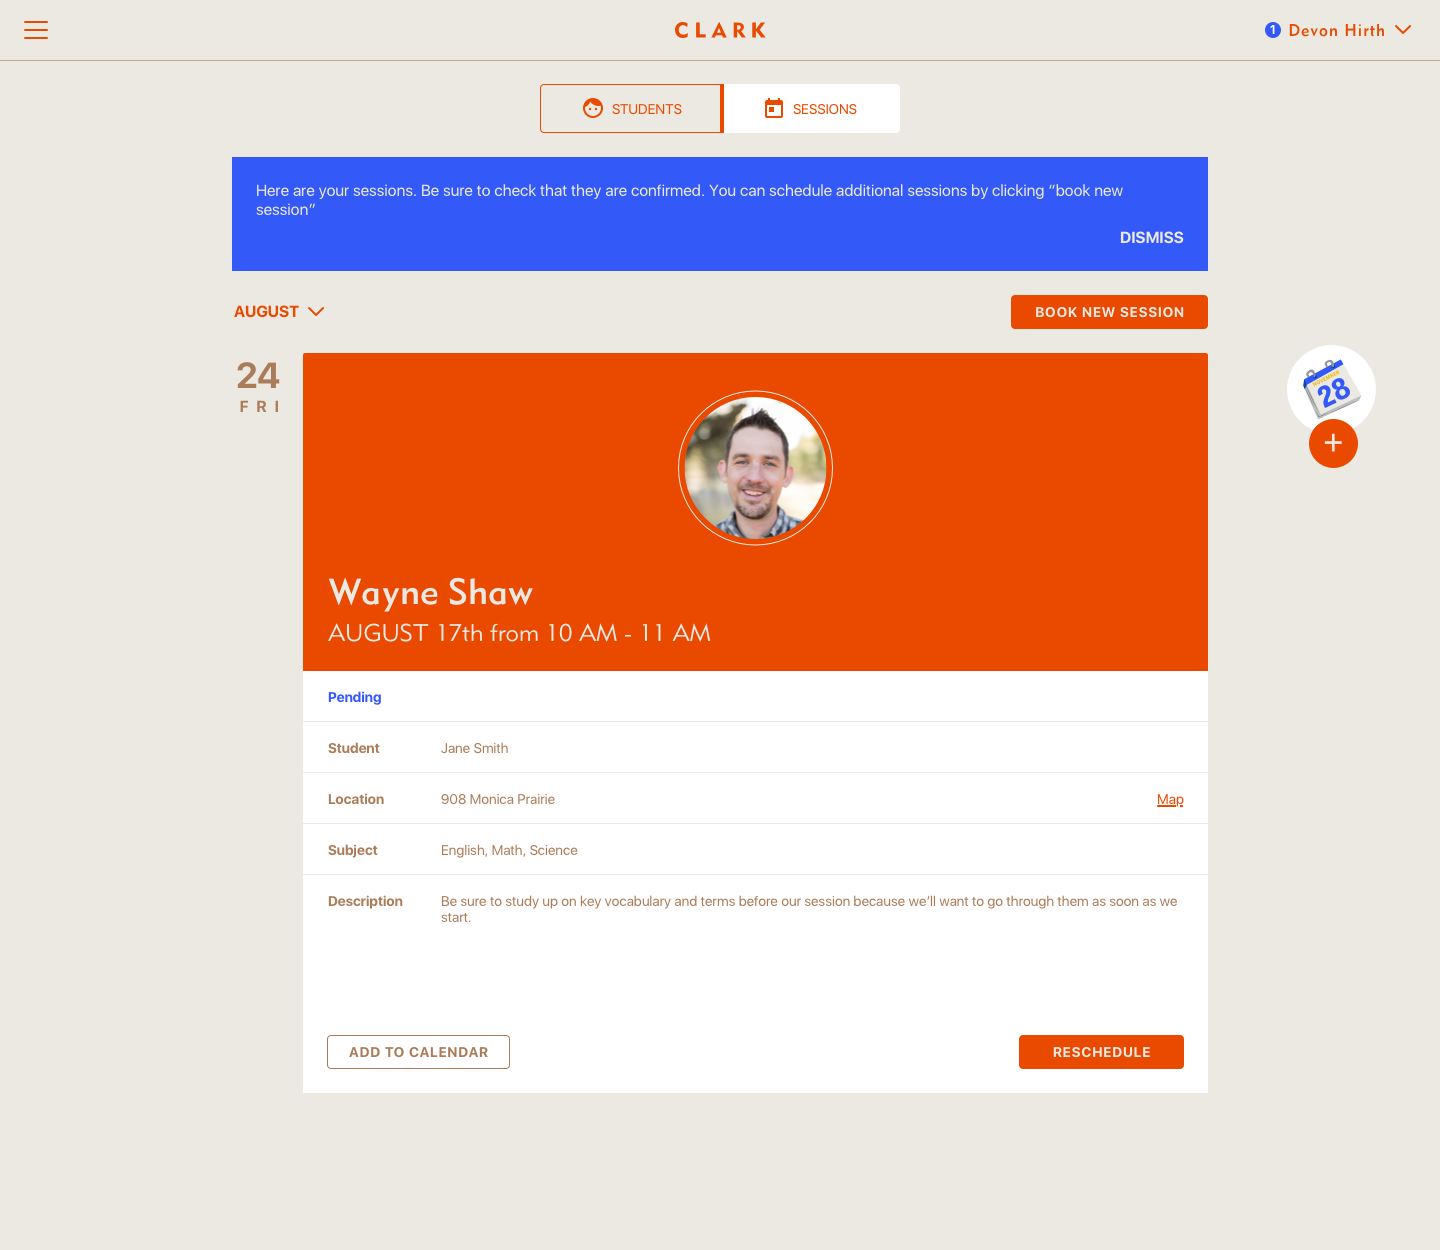 CLARK
1 Devon Hirth
STUDENTS
SESSIONS
Here are your sessions. Be sure to check that they are confirmed. You can schedule additional sessions by clicking “book new
session”
DISMISS
AUGUST
BOOK NEW SESSION
24
FRI
NOVEMBER
28
+
Wayne Shaw
AUGUST 17th from 10 AM - 11 AM
Pending
Student Jane Smith
Location 908 Monica Prairie Map
Subject English, Math, Science
Description Be sure to study up on key vocabulary and terms before our session because we’ll want to go through them as soon as we
start.
ADD TO CALENDAR
RESCHEDULE